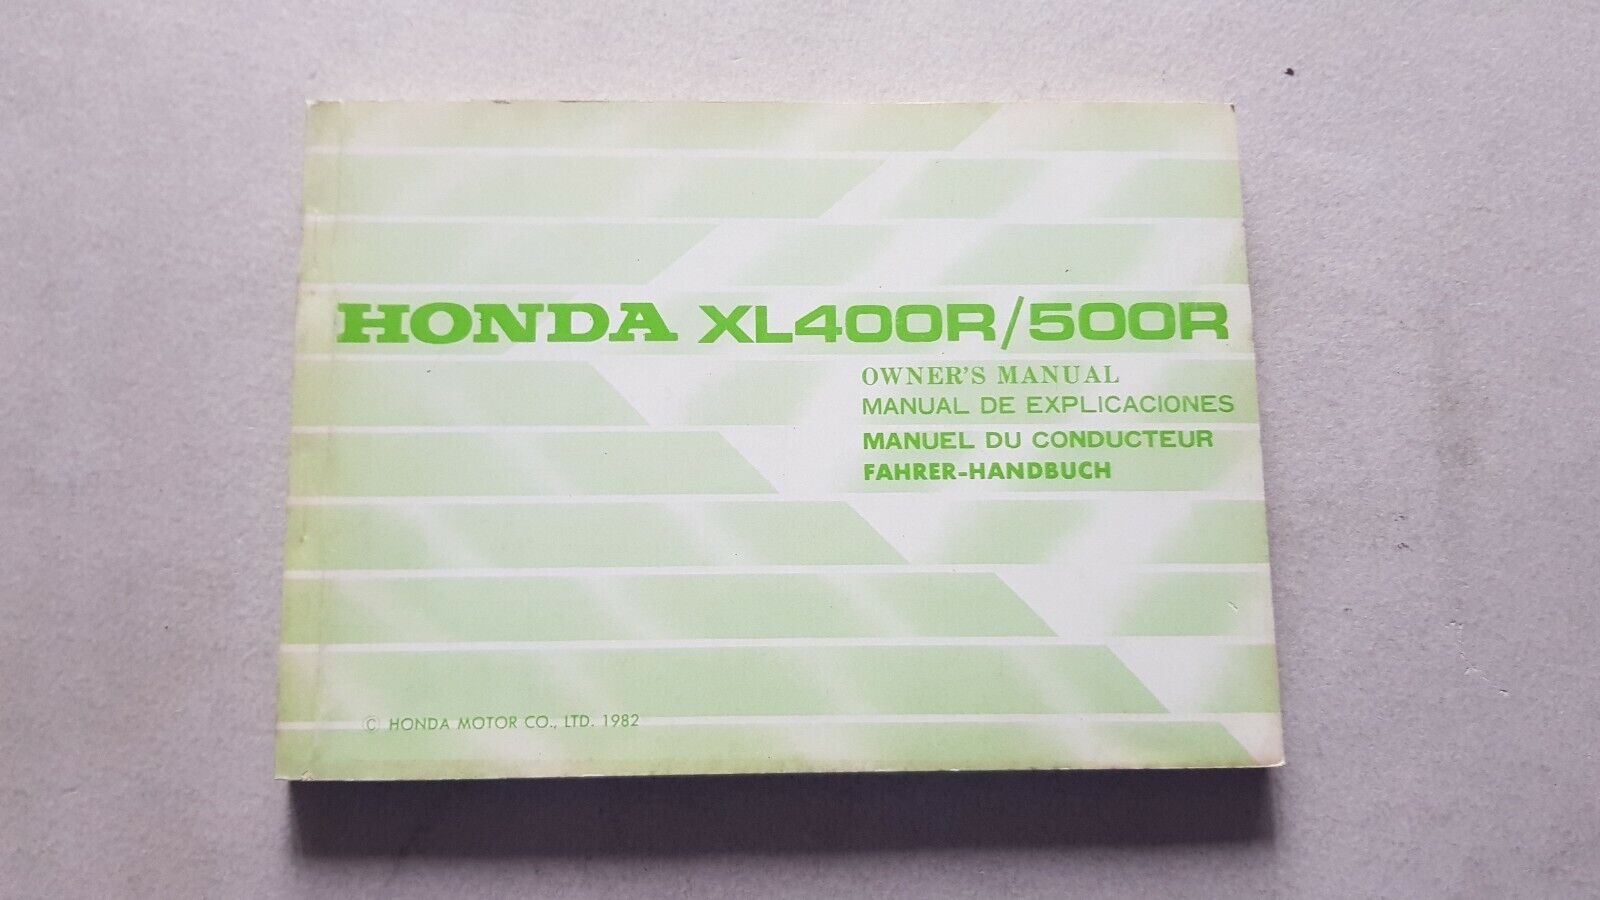 HONDA XL400R/500R
OWNER'S MANUAL
MANUAL DE EXPLICACIONES
MANUEL DU CONDUCTEUR
FAHRER-HANDBUCH
© HONDA MOTOR CO., LTD. 1982